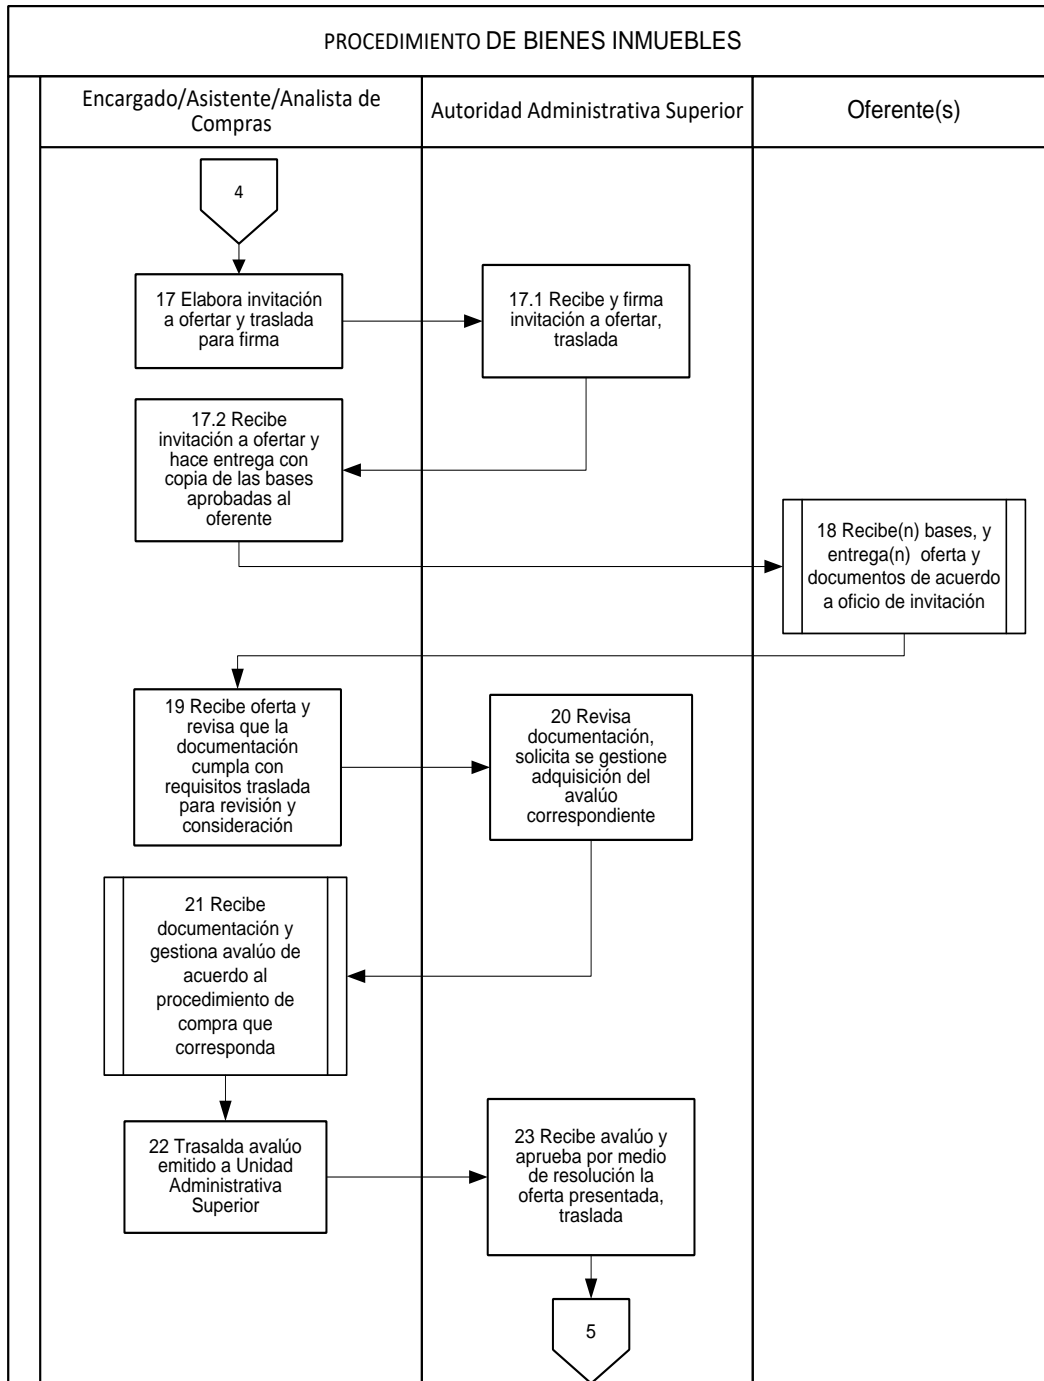 PROCEDIMIENTO DE BIENES INMUEBLES
Encargado/Asistente/Analista de
Compras
Autoridad Administrativa Superior
Oferente(s)
4
17 Elabora invitación
a ofertar y traslada
para firma
17.1 Recibe y firma
invitación a ofertar,
traslada
17.2 Recibe
invitación a ofertar y
hace entrega con
copia de las bases
aprobadas al
oferente
18 Recibe(n) bases, y
entrega(n) oferta y
documentos de acuerdo
a oficio de invitación
19 Recibe oferta y
revisa que la
documentación
cumpla con
requisitos traslada
para revisión y
consideración
20 Revisa
documentación,
solicita se gestione
adquisición del
avalúo
correspondiente
21 Recibe
documentación y
gestiona avalúo de
acuerdo al
procedimiento de
compra que
corresponda
22 Trasalda avalúo
emitido a Unidad
Administrativa
Superior
23 Recibe avalúo y
aprueba por medio
de resolución la
oferta presentada,
traslada
5